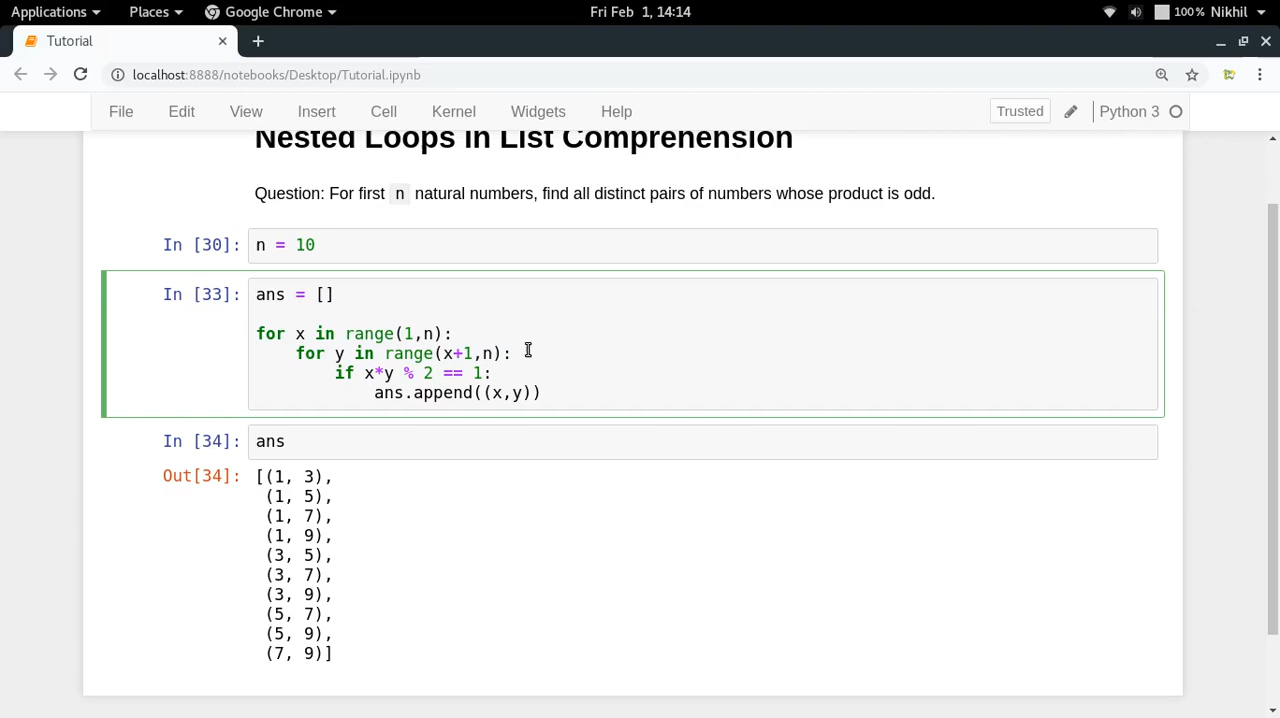 Applications Places Google Chrome Fri Feb 1, 14:14 100% Nikhil
Tutorial
localhost:8888/notebooks/Desktop/Tutorial.ipynb
File Edit View Insert Cell Kernel Widgets Help Trusted Python 3
Nested Loops in List Comprehension
Question: For first n natural numbers, find all distinct pairs of numbers whose product is odd.
In [30]: n = 10
In [33]: ans = []
for x in range(1,n):
for y in range(x+1,n):
if x*y % 2 == 1:
ans.append((x,y))
In [34]: ans
Out[34]: [(1, 3),
(1, 5),
(1, 7),
(1, 9),
(3, 5),
(3, 7),
(3, 9),
(5, 7),
(5, 9),
(7, 9)]